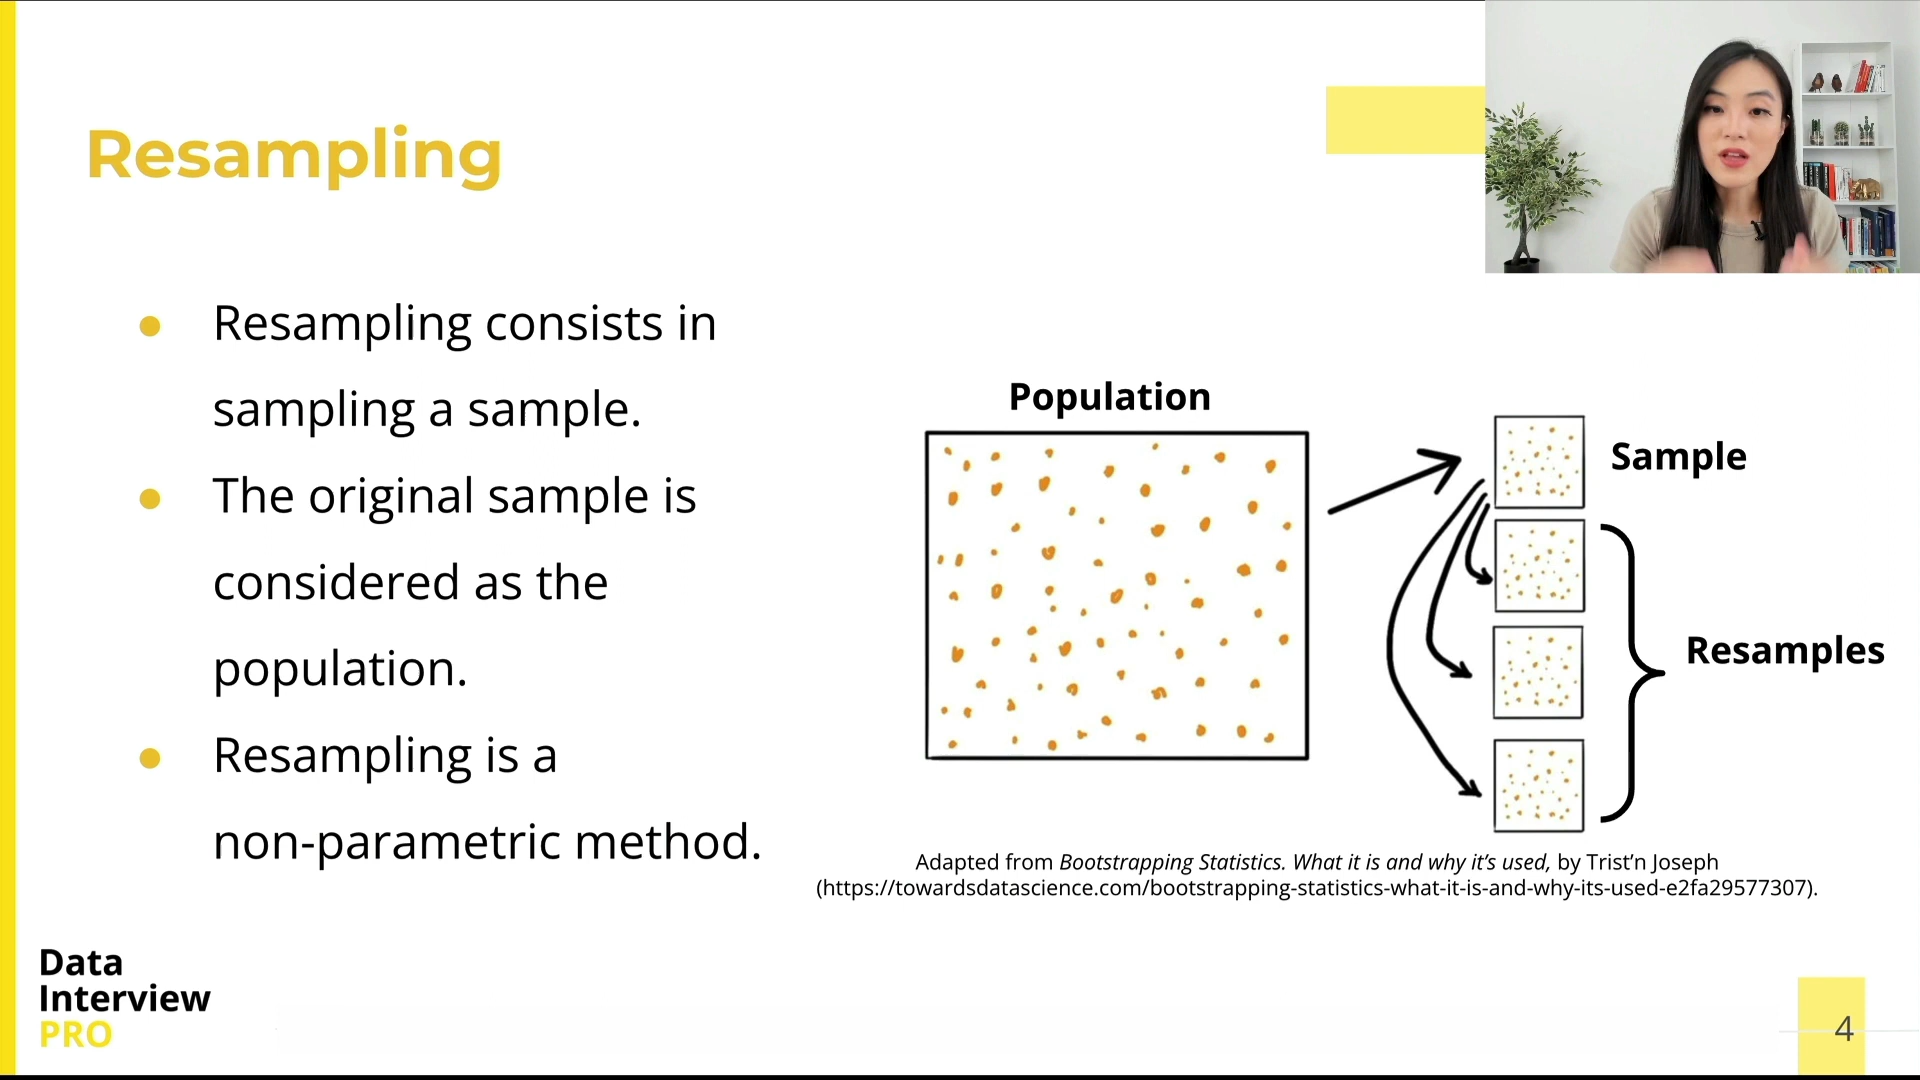 Resampling
● Resampling consists in
sampling a sample.
● The original sample is
considered as the
population.
● Resampling is a
non-parametric method.
Population
Sample
Resamples
Adapted from Bootstrapping Statistics. What it is and why it’s used, by Trist’n Joseph
(https://towardsdatascience.com/bootstrapping-statistics-what-it-is-and-why-its-used-e2fa29577307).
Data
Interview
PRO
4